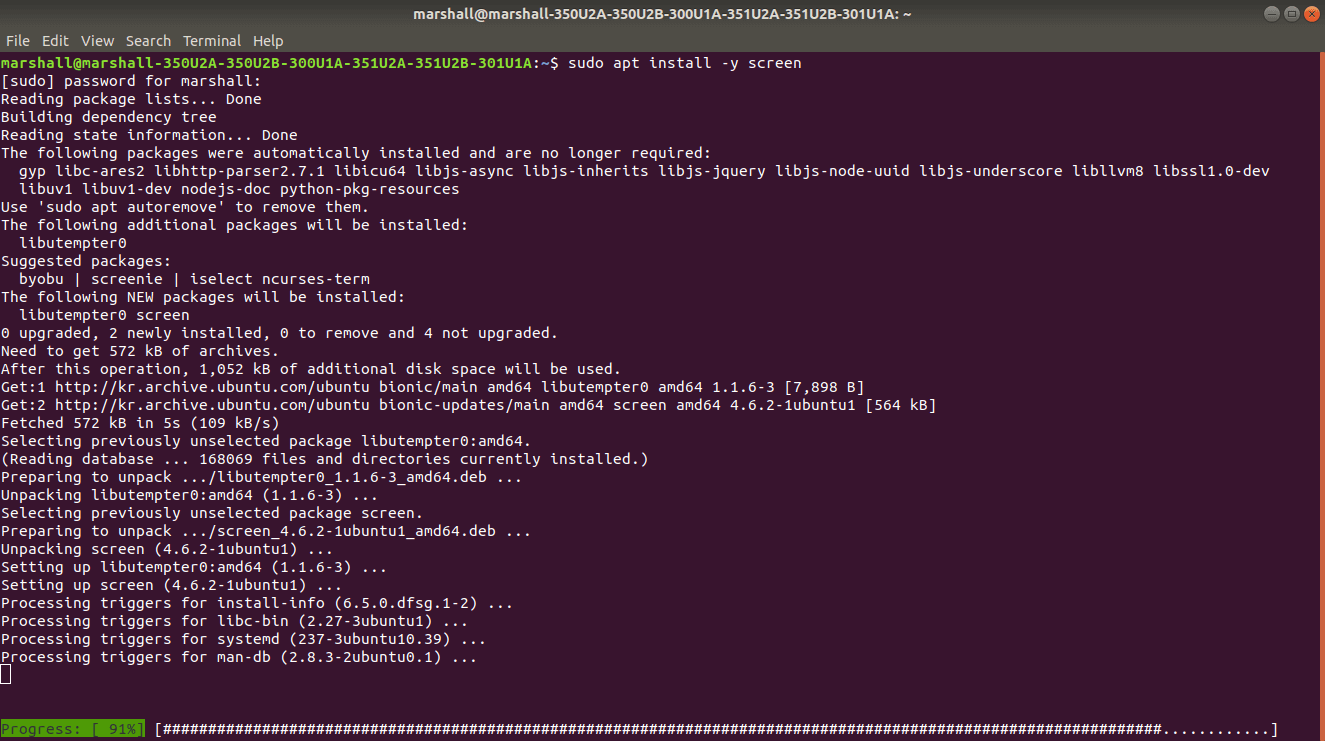 marshall@marshall-350U2A-350U2B-300U1A-351U2A-351U2B-301U1A: ~
File Edit View Search Terminal Help
marshall@marshall-350U2A-350U2B-300U1A-351U2A-351U2B-301U1A:~$ sudo apt install -y screen
[sudo] password for marshall:
Reading package lists... Done
Building dependency tree
Reading state information... Done
The following packages were automatically installed and are no longer required:
  gyp libc-ares2 libhttp-parser2.7.1 libicu64 libjs-async libjs-inherits libjs-jquery libjs-node-uuid libjs-underscore libllvm8 libssl1.0-dev
  libuv1 libuv1-dev nodejs-doc python-pkg-resources
Use 'sudo apt autoremove' to remove them.
The following additional packages will be installed:
  libutempter0
Suggested packages:
  byobu | screenie | iselect ncurses-term
The following NEW packages will be installed:
  libutempter0 screen
0 upgraded, 2 newly installed, 0 to remove and 4 not upgraded.
Need to get 572 kB of archives.
After this operation, 1,052 kB of additional disk space will be used.
Get:1 http://kr.archive.ubuntu.com/ubuntu bionic/main amd64 libutempter0 amd64 1.1.6-3 [7,898 B]
Get:2 http://kr.archive.ubuntu.com/ubuntu bionic-updates/main amd64 screen amd64 4.6.2-1ubuntu1 [564 kB]
Fetched 572 kB in 5s (109 kB/s)
Selecting previously unselected package libutempter0:amd64.
(Reading database ... 168069 files and directories currently installed.)
Preparing to unpack .../libutempter0_1.1.6-3_amd64.deb ...
Unpacking libutempter0:amd64 (1.1.6-3) ...
Selecting previously unselected package screen.
Preparing to unpack .../screen_4.6.2-1ubuntu1_amd64.deb ...
Unpacking screen (4.6.2-1ubuntu1) ...
Setting up libutempter0:amd64 (1.1.6-3) ...
Setting up screen (4.6.2-1ubuntu1) ...
Processing triggers for install-info (6.5.0.dfsg.1-2) ...
Processing triggers for libc-bin (2.27-3ubuntu1) ...
Processing triggers for systemd (237-3ubuntu10.39) ...
Processing triggers for man-db (2.8.3-2ubuntu0.1) ...
Progress: [ 91%] [###############################################################################################################............]